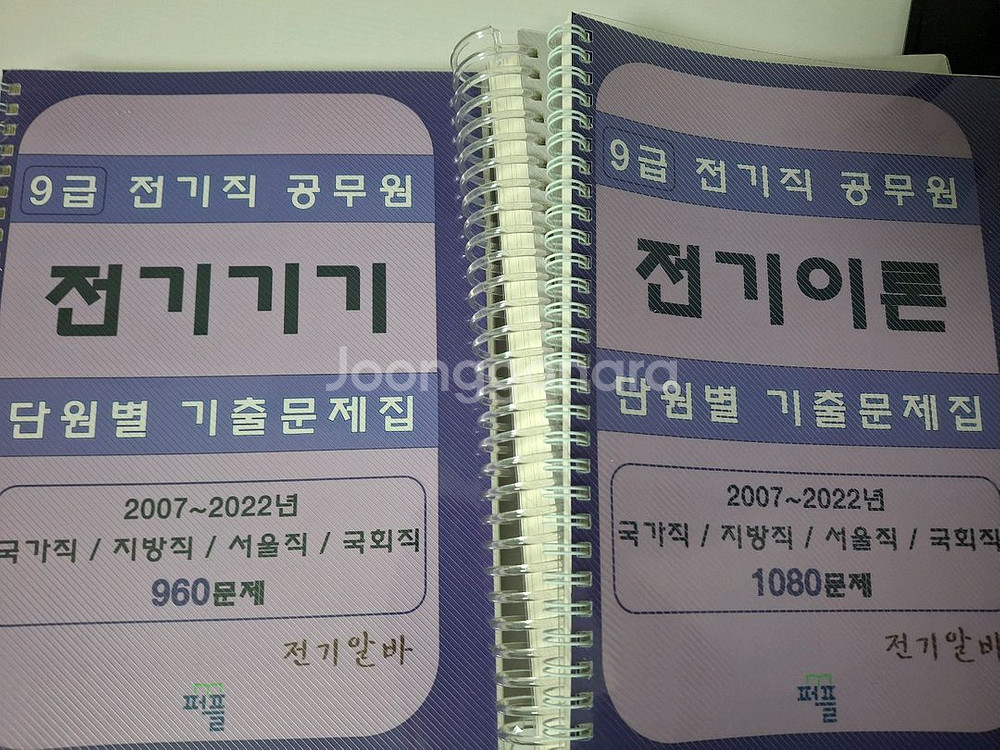 9급 전기직 공무원
전기기기
단원별 기출문제집
2007~2022년
국가직 / 지방직 / 서울직 / 국회직
960문제
전기알바
퍼플
9급 전기직 공무원
전기이론
단원별 기출문제집
2007~2022년
국가직 / 지방직 / 서울직 / 국회직
1080문제
전기알바
퍼플
Joongonara